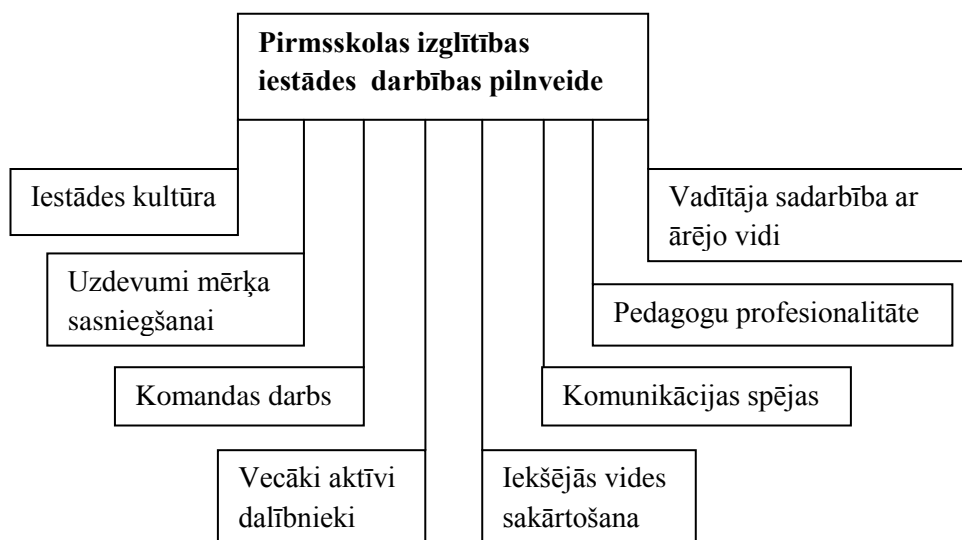 Pirmsskolas izglītības
iestādes darbības pilnveide
Iestādes kultūra
Vadītāja sadarbība ar
ārējo vidi
Uzdevumi mērķa
sasniegšanai
Pedagogu profesionalitāte
Komandas darbs
Komunikācijas spējas
Vecāki aktīvi
dalībnieki
Iekšējās vides
sakārtošana